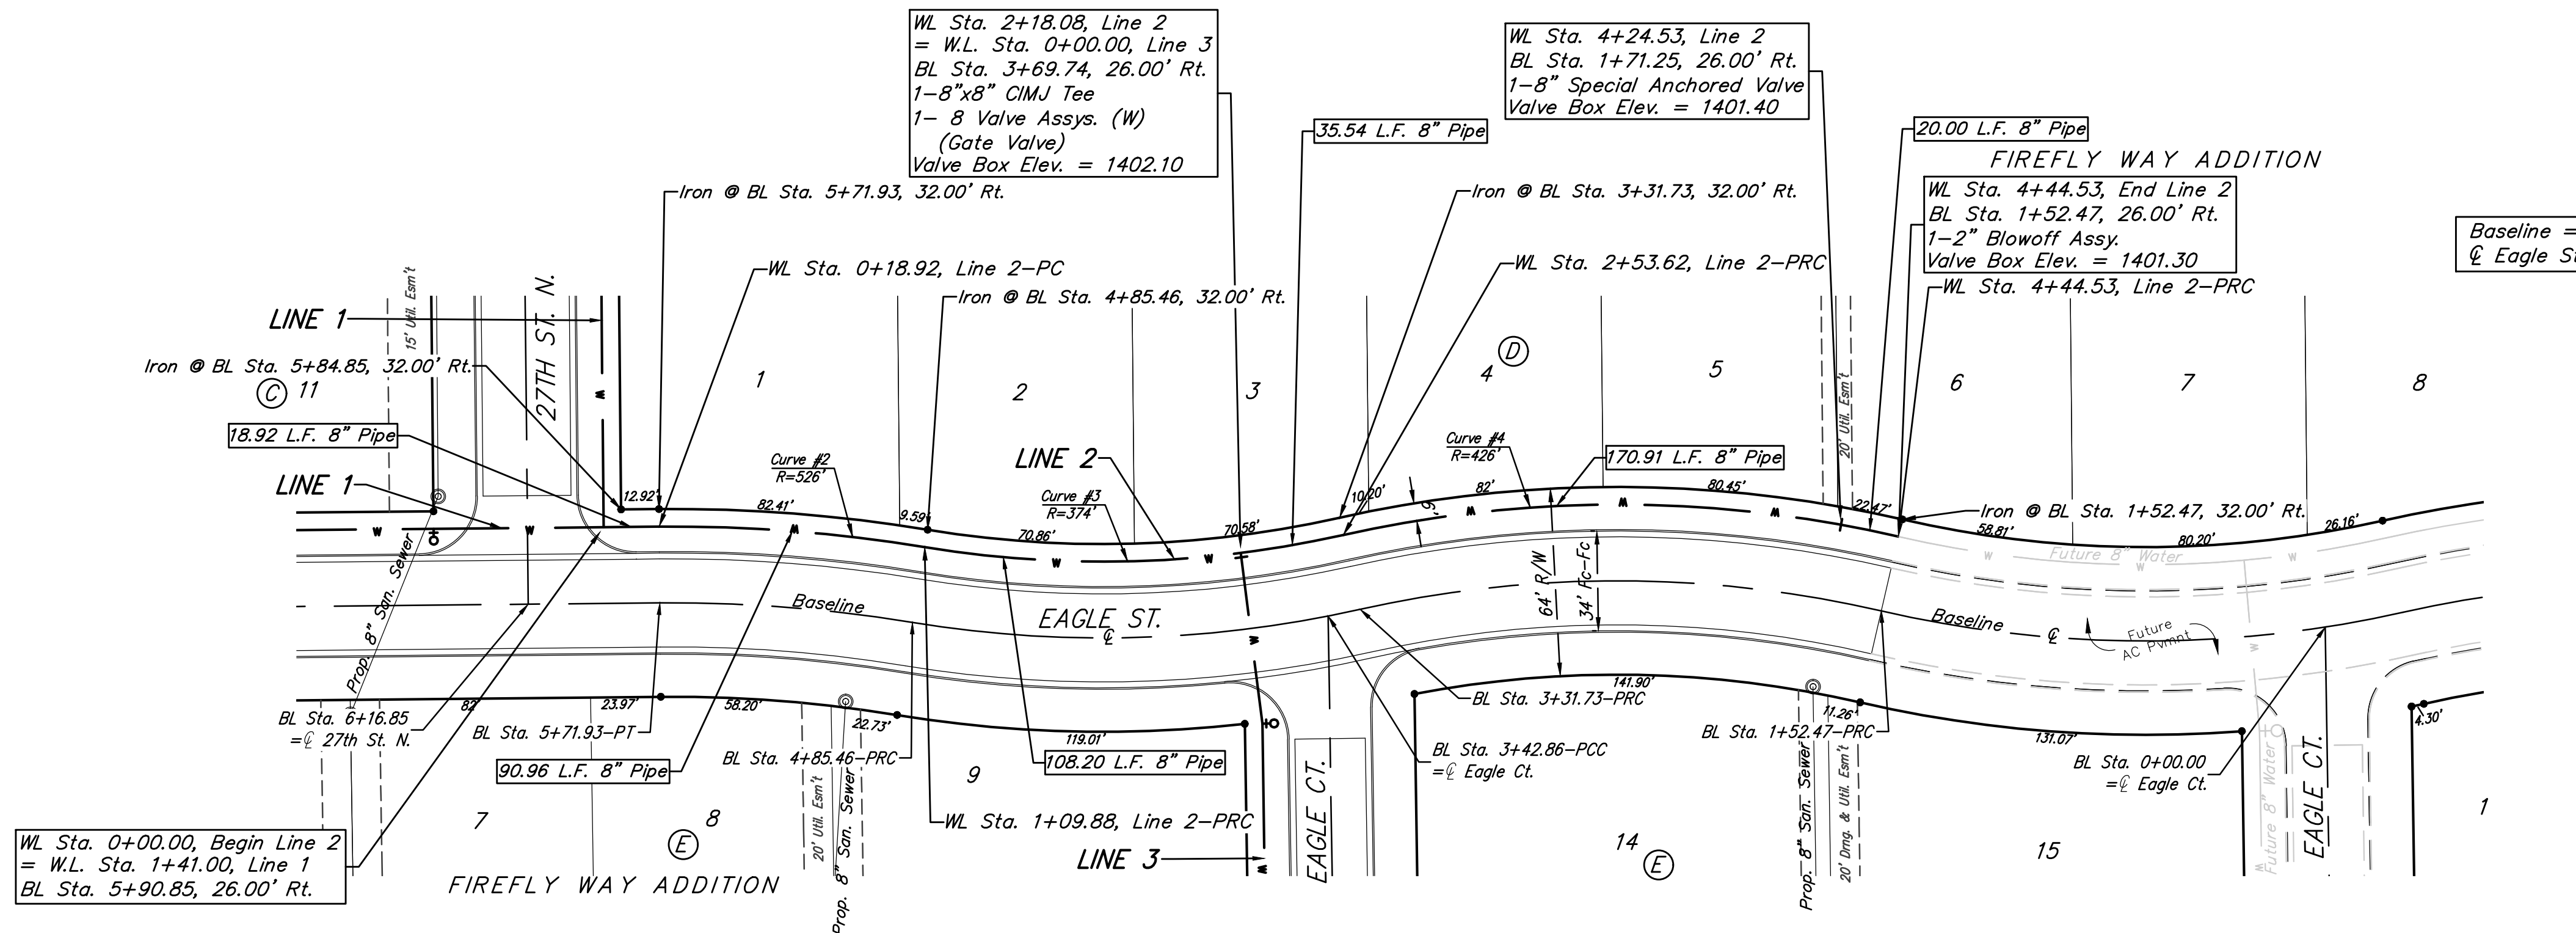 WL Sta. 2+18.08, Line 2
= W.L. Sta. 0+00.00, Line 3
BL Sta. 3+69.74, 26.00' Rt.
1-8"x8" CIMJ Tee
1- 8 Valve Assys. (W)
(Gate Valve)
Valve Box Elev. = 1402.10
WL Sta. 4+24.53, Line 2
BL Sta. 1+71.25, 26.00' Rt.
1-8" Special Anchored Valve
Valve Box Elev. = 1401.40
35.54 L.F. 8" Pipe
20.00 L.F. 8" Pipe
FIREFLY WAY ADDITION
Iron @ BL Sta. 5+71.93, 32.00' Rt.
Iron @ BL Sta. 3+31.73, 32.00' Rt.
WL Sta. 4+44.53, End Line 2
BL Sta. 1+52.47, 26.00' Rt.
1-2" Blowoff Assy.
Valve Box Elev. = 1401.30
Baseline =
℄ Eagle St
WL Sta. 0+18.92, Line 2-PC
WL Sta. 2+53.62, Line 2-PRC
WL Sta. 4+44.53, Line 2-PRC
Iron @ BL Sta. 4+85.46, 32.00' Rt.
LINE 1
15' Util. Esm't
27TH ST. N.
Iron @ BL Sta. 5+84.85, 32.00' Rt.
C 11
1
2
3
4
D
5
20' Util. Esm't
6
7
8
18.92 L.F. 8" Pipe
LINE 1
Curve #2
R=526'
LINE 2
Curve #3
R=374'
Curve #4
R=426'
170.91 L.F. 8" Pipe
12.92'
82.41'
9.59'
70.86'
70.58'
10.20'
6'
82'
80.45'
22.47'
Iron @ BL Sta. 1+52.47, 32.00' Rt.
58.81'
80.20'
26.16'
W
W
W
W
W
W
W
W
W
W
W
W
W
Future 8" Water
Prop. 8" San. Sewer
Baseline
EAGLE ST.
℄
64' R/W
34' Fc-Fc
W
Baseline
℄
Future
AC Pvmnt
W
82'
23.97'
58.20'
22.73'
119.01'
141.90'
11.26'
131.07'
4.30'
BL Sta. 6+16.85
=℄ 27th St. N.
BL Sta. 5+71.93-PT
BL Sta. 4+85.46-PRC
BL Sta. 3+31.73-PRC
BL Sta. 3+42.86-PCC
=℄ Eagle Ct.
BL Sta. 1+52.47-PRC
BL Sta. 0+00.00
=℄ Eagle Ct.
90.96 L.F. 8" Pipe
108.20 L.F. 8" Pipe
WL Sta. 1+09.88, Line 2-PRC
WL Sta. 0+00.00, Begin Line 2
= W.L. Sta. 1+41.00, Line 1
BL Sta. 5+90.85, 26.00' Rt.
7
8
E
9
20' Util. Esm't
Prop. 8" San. Sewer
LINE 3
W
EAGLE CT.
14
E
Prop. 8" San. Sewer
20' Drng. & Util. Esm't
15
W
Future 8" Water
EAGLE CT.
1
FIREFLY WAY ADDITION